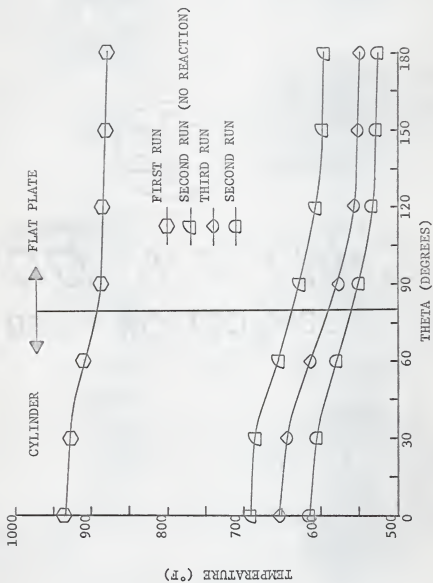 CYLINDER
FLAT PLATE
FIRST RUN
SECOND RUN (NO REACTION)
THIRD RUN
SECOND RUN
1000
900
700
600
500
TEMPERATURE (°F)
0 30 60 90 120 150 180
THETA (DEGREES)